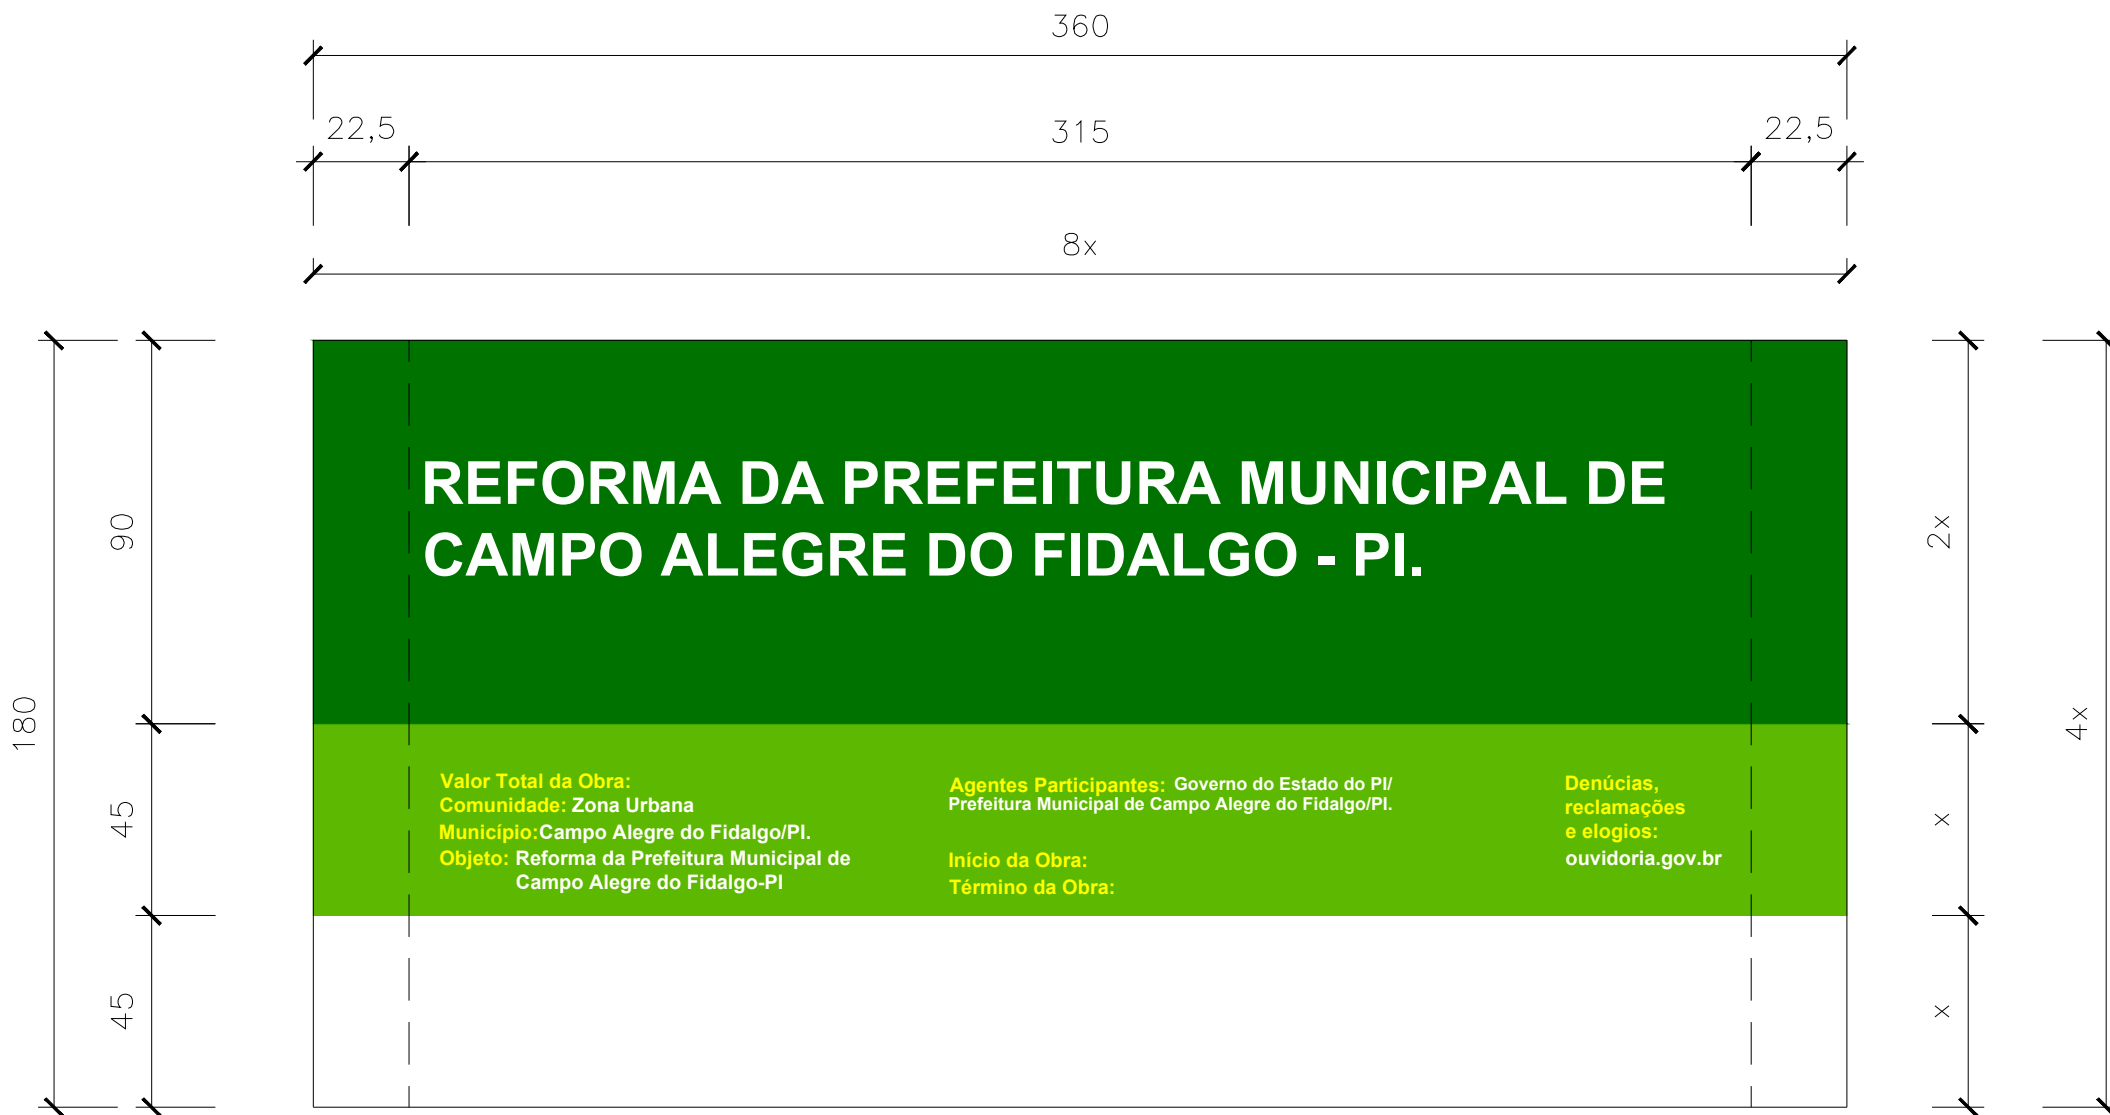 360
22,5 315 22,5
8x
REFORMA DA PREFEITURA MUNICIPAL DE
CAMPO ALEGRE DO FIDALGO - PI.
180
90
45
45
2x
x
x
4x
Valor Total da Obra:
Comunidade: Zona Urbana
Município:Campo Alegre do Fidalgo/PI.
Objeto: Reforma da Prefeitura Municipal de
Campo Alegre do Fidalgo-PI
Agentes Participantes: Governo do Estado do PI/
Prefeitura Municipal de Campo Alegre do Fidalgo/PI.
Início da Obra:
Término da Obra:
Denúcias,
reclamações
e elogios:
ouvidoria.gov.br